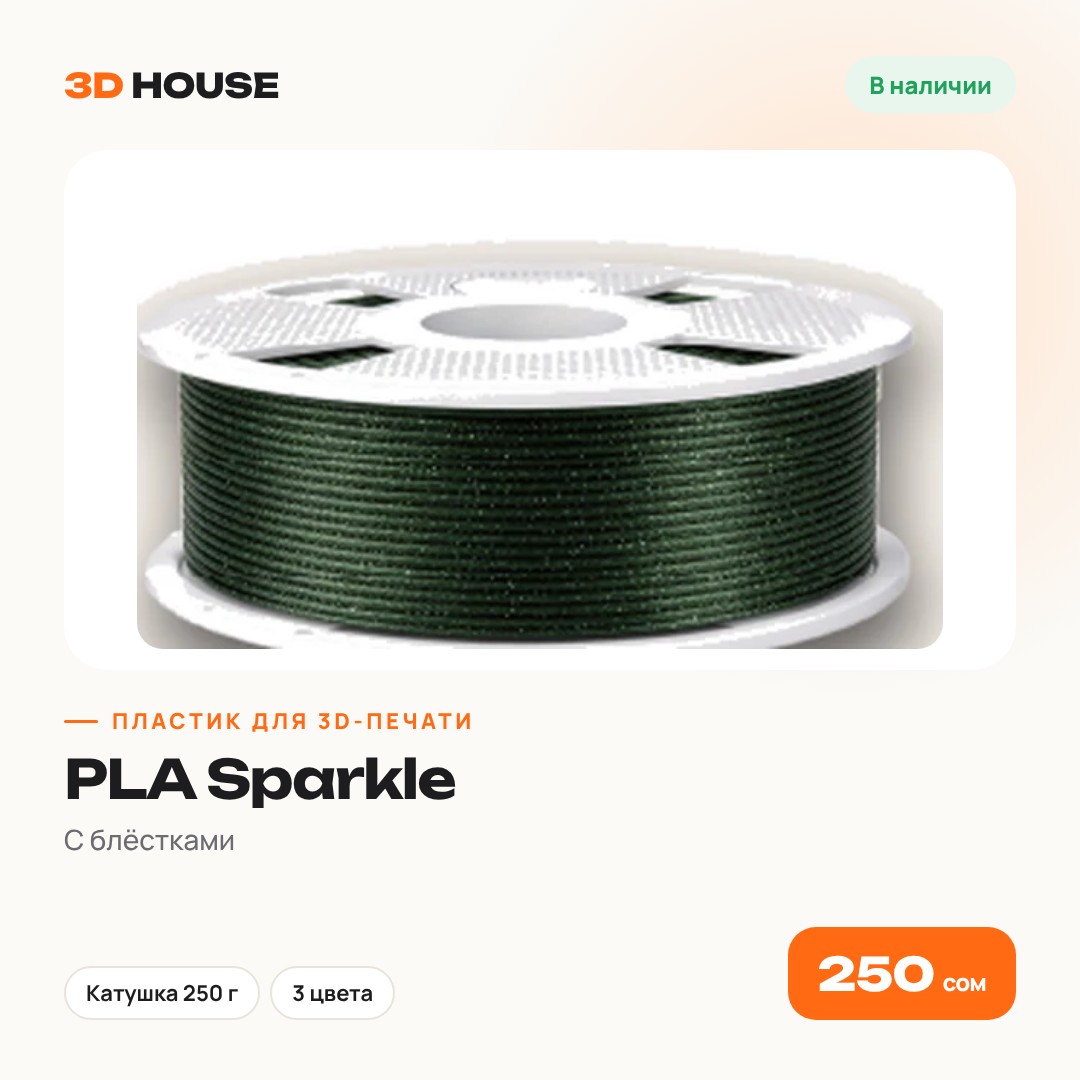 3D HOUSE
В наличии
ПЛАСТИК ДЛЯ 3D-ПЕЧАТИ
PLA Sparkle
С блёстками
Катушка 250 г
3 цвета
250 сом